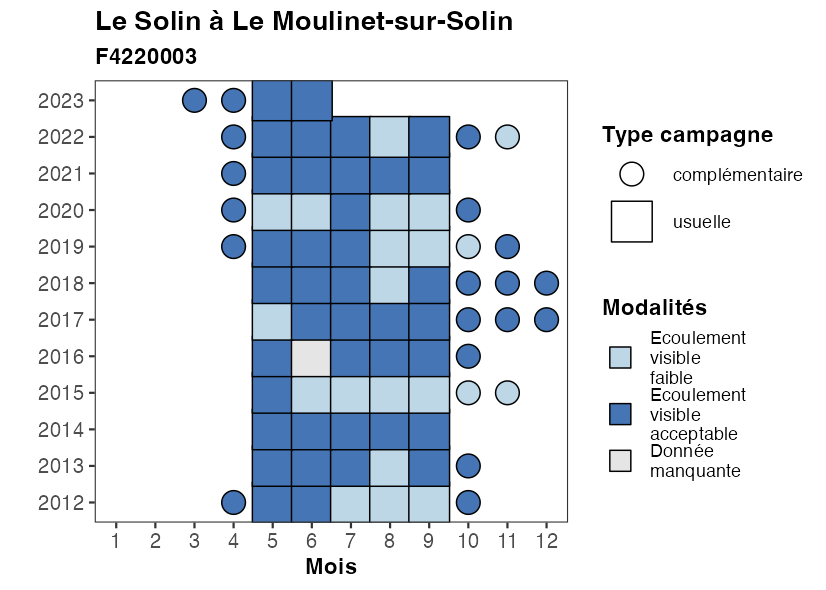 Le Solin à Le Moulinet-sur-Solin
F4220003
2023
2022
2021
2020
2019
2018
2017
2016
2015
2014
2013
2012
1 2 3 4 5 6 7 8 9 10 11 12
Mois
Type campagne
complémentaire
usuelle
Modalités
Ecoulement
visible
faible
Ecoulement
visible
acceptable
Donnée
manquante